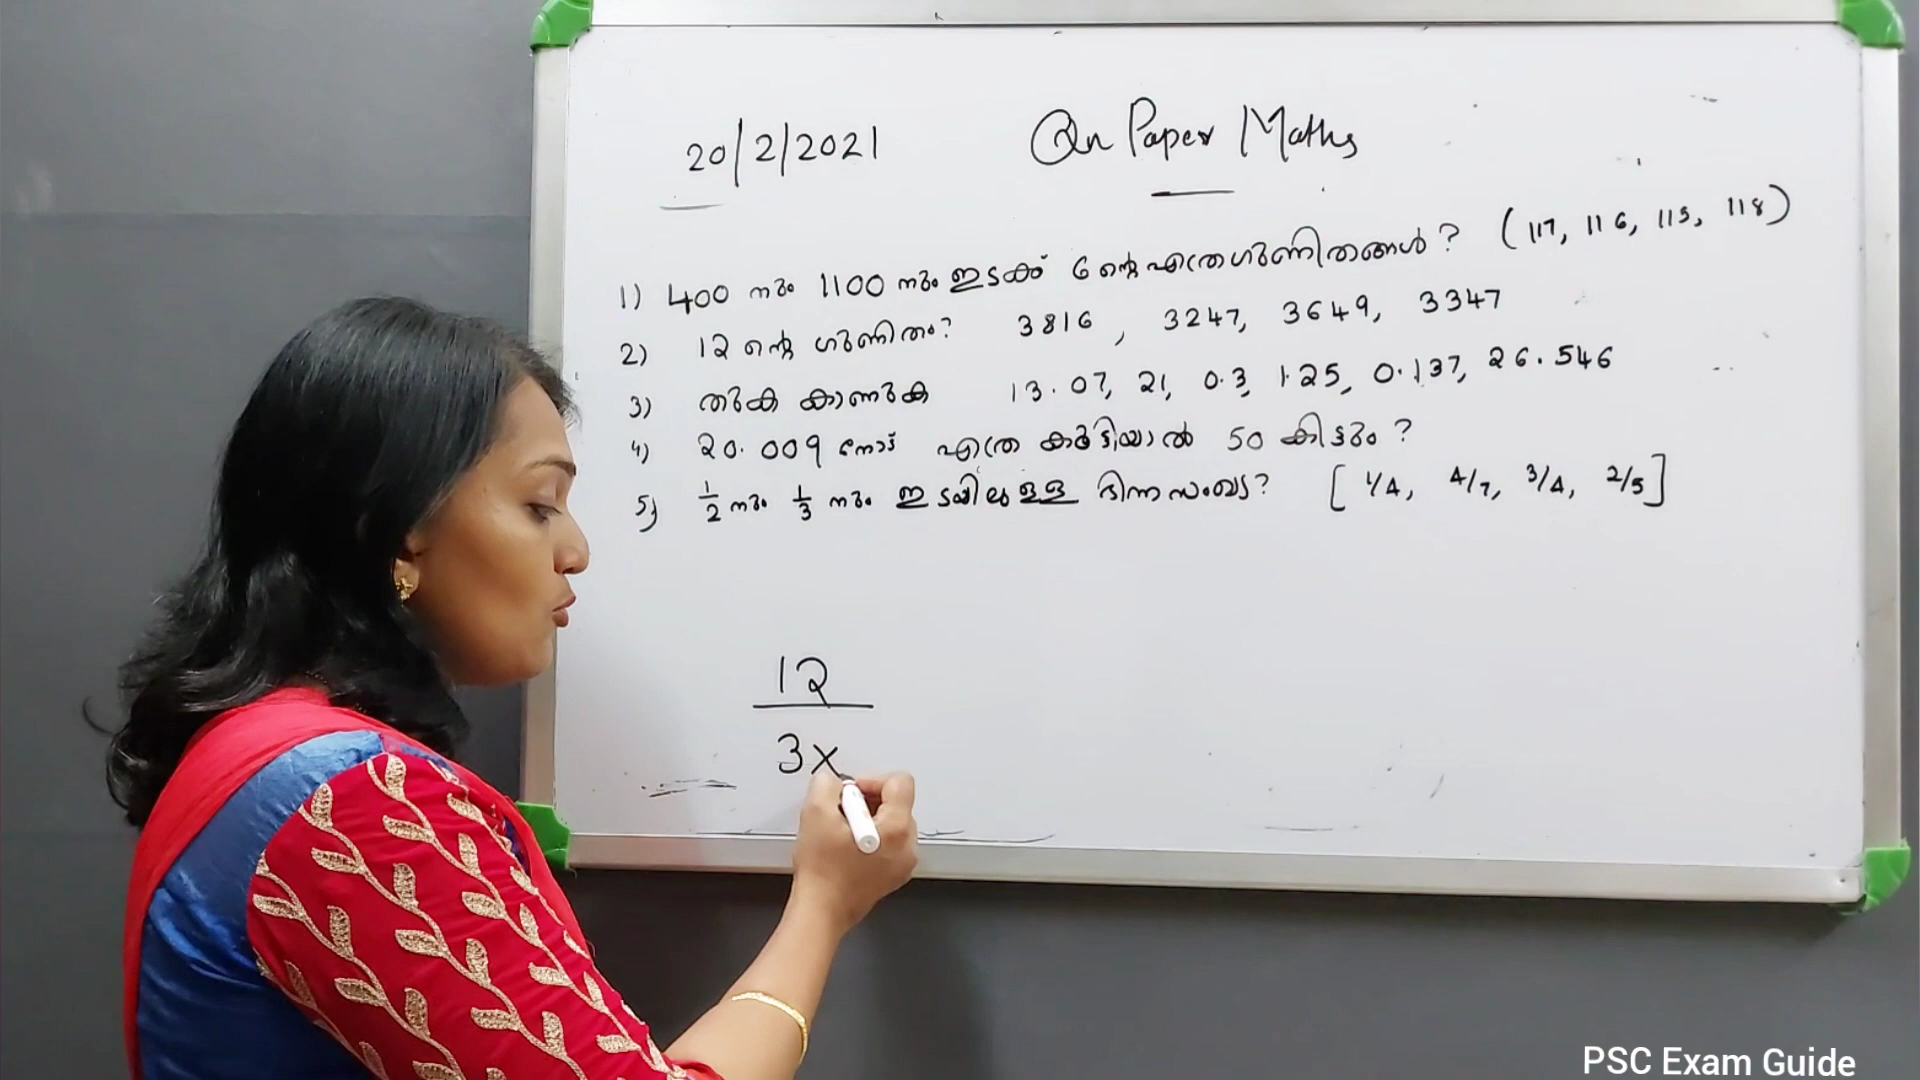 20/2/2021 Qn Paper Maths
1) 400 നും 1100 നും ഇടക്ക് 6 ന്റെ എത്ര ഗുണിതങ്ങൾ? (117, 116, 115, 118)
2) 12 ന്റെ ഗുണിതം? 3816, 3247, 3649, 3347
3) തുക കാണുക 13.07, 21, 0.3, 1.25, 0.137, 26.546
4) 20.009 നോട് എത്ര കൂട്ടിയാൽ 50 കിട്ടും?
5) 1/2 നും 1/3 നും ഇടയിലുള്ള ഭിന്നസംഖ്യ? [1/4, 4/7, 3/4, 2/5]
12
3x
PSC Exam Guide